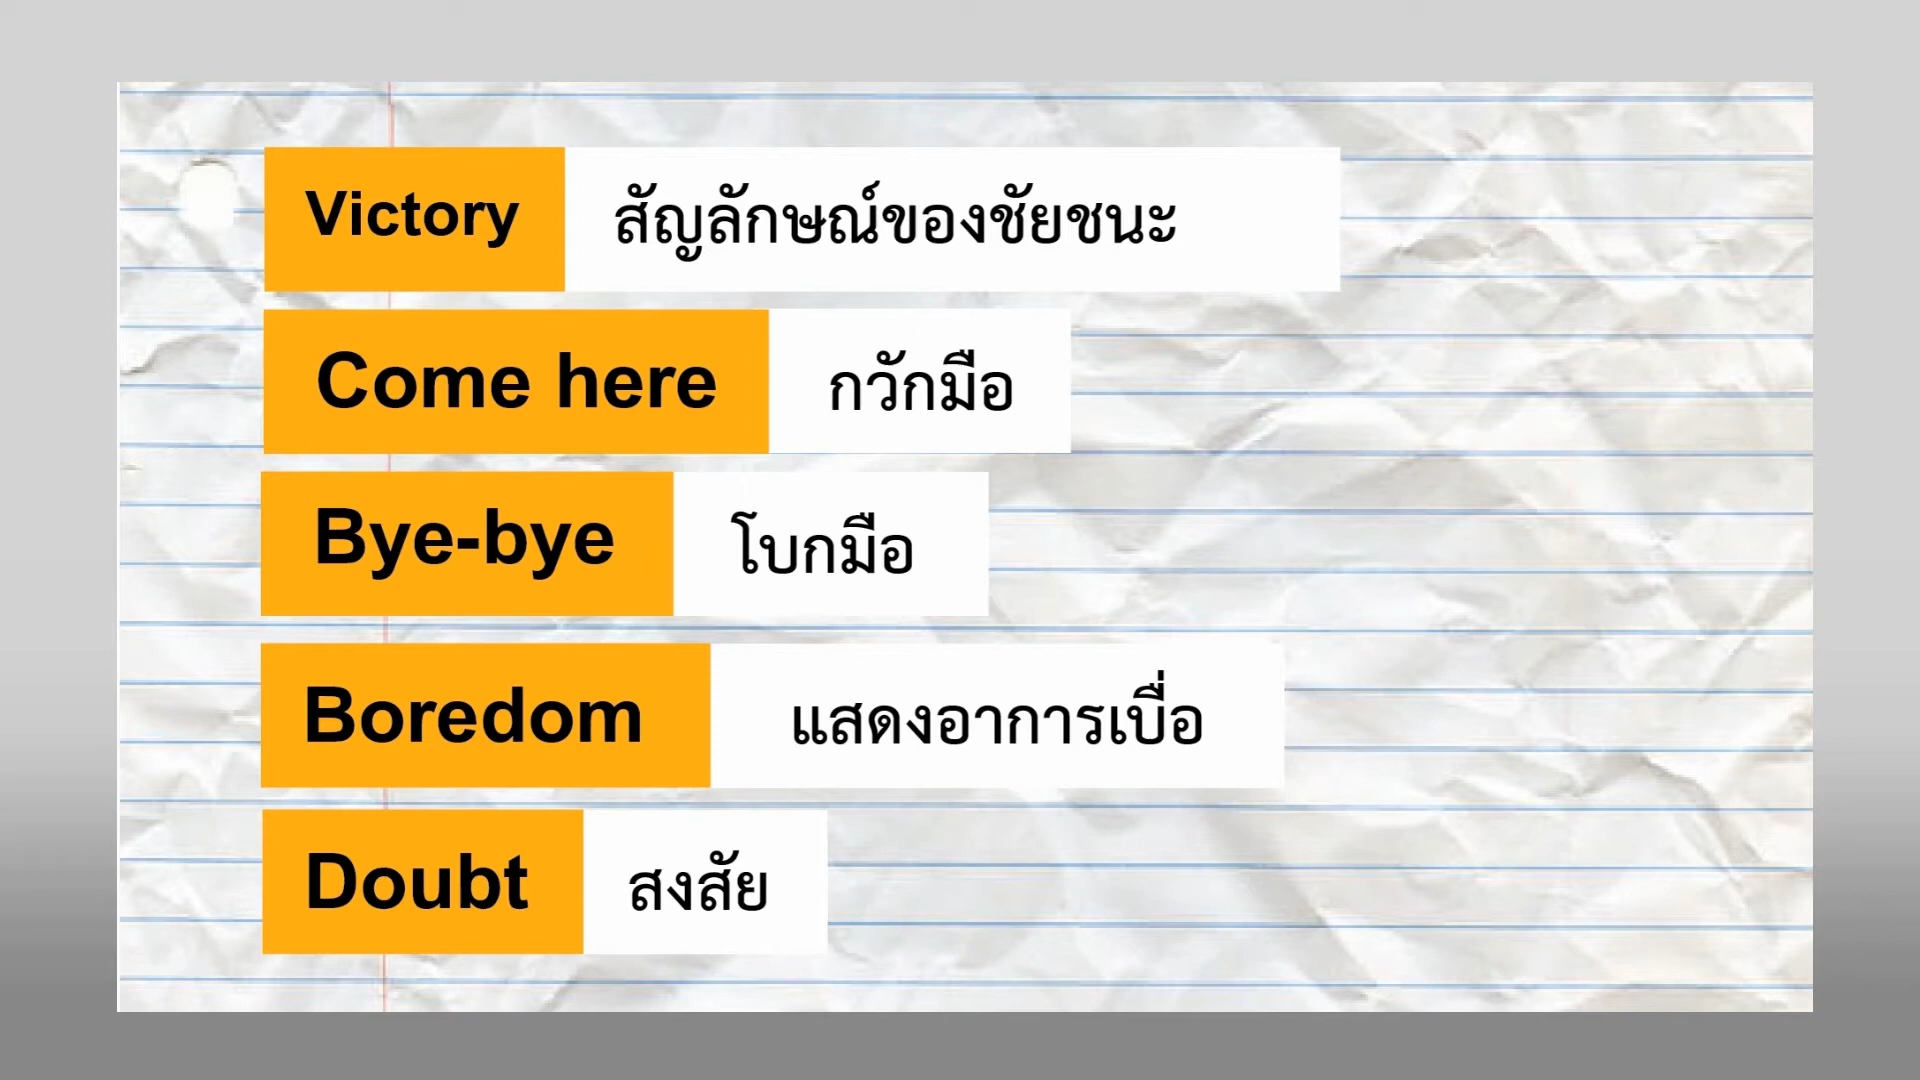 Victory สัญลักษณ์ของชัยชนะ
Come here กวักมือ
Bye-bye โบกมือ
Boredom แสดงอาการเบื่อ
Doubt สงสัย